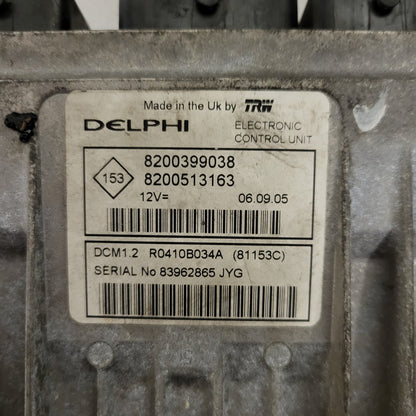 Made in the Uk by TRW
DELPHI ELECTRONIC
CONTROL UNIT
8200399038
153 8200513163
12V= 06.09.05
DCM1.2 R0410B034A (81153C)
SERIAL No 83962865 JYG